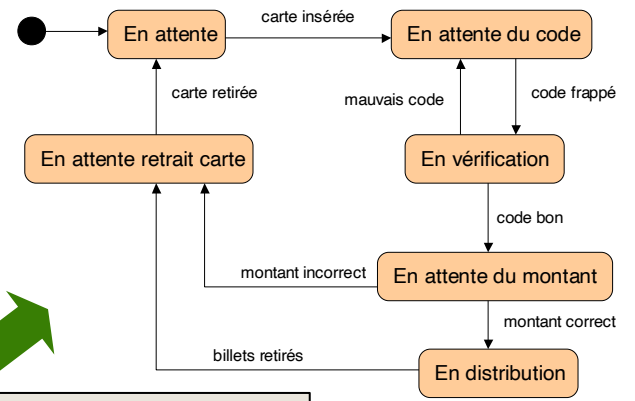 carte insérée
En attente
En attente du code
carte retirée
mauvais code
code frappé
En attente retrait carte
En vérification
code bon
montant incorrect
En attente du montant
montant correct
billets retirés
En distribution